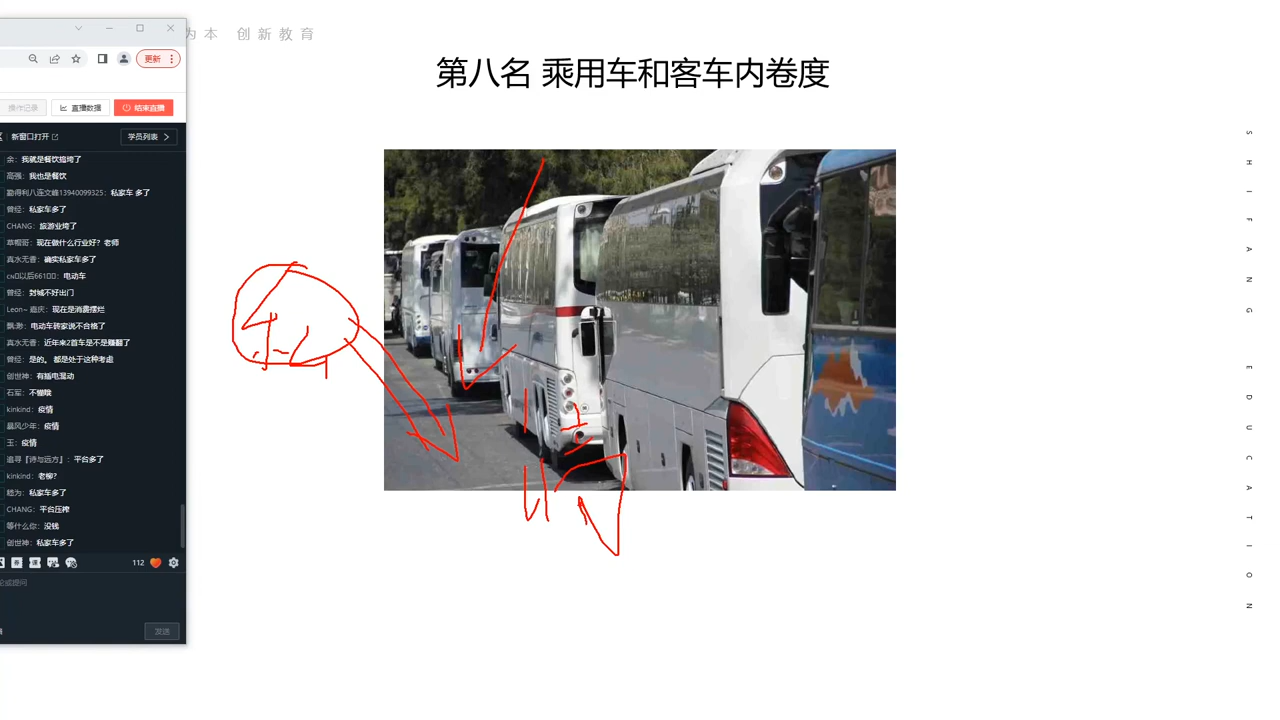 为本 创新教育
第八名 乘用车和客车内卷度
更新
操作记录
直播数据
结束直播
新窗口打开
学员列表
余：我就是餐饮捣垮了
高强：我也是餐饮
勤得利八连文峰13940099325：私家车 多了
曾经：私家车多了
CHANG：旅游业垮了
草帽哥：现在做什么行业好？老师
真水无香：确实私家车多了
以后661：电动车
曾经：封城不好出门
Leon~ 嘉庆：现在是消费摆烂
飘渺：电动车砖家说不合格了
真水无香：近年来2首车是不是赚翻了
曾经：是的。 都是处于这种考虑
创世神：有插电混动
石军：不懂哦
kinkind：疫情
晨风少年：疫情
玉：疫情
追寻『诗与远方』：平台多了
kinkind：老柳?
稔为：私家车多了
CHANG：平台压榨
等什么你：没钱
创世神：私家车多了
112
论或提问
发送
SHIFANG EDUCATION